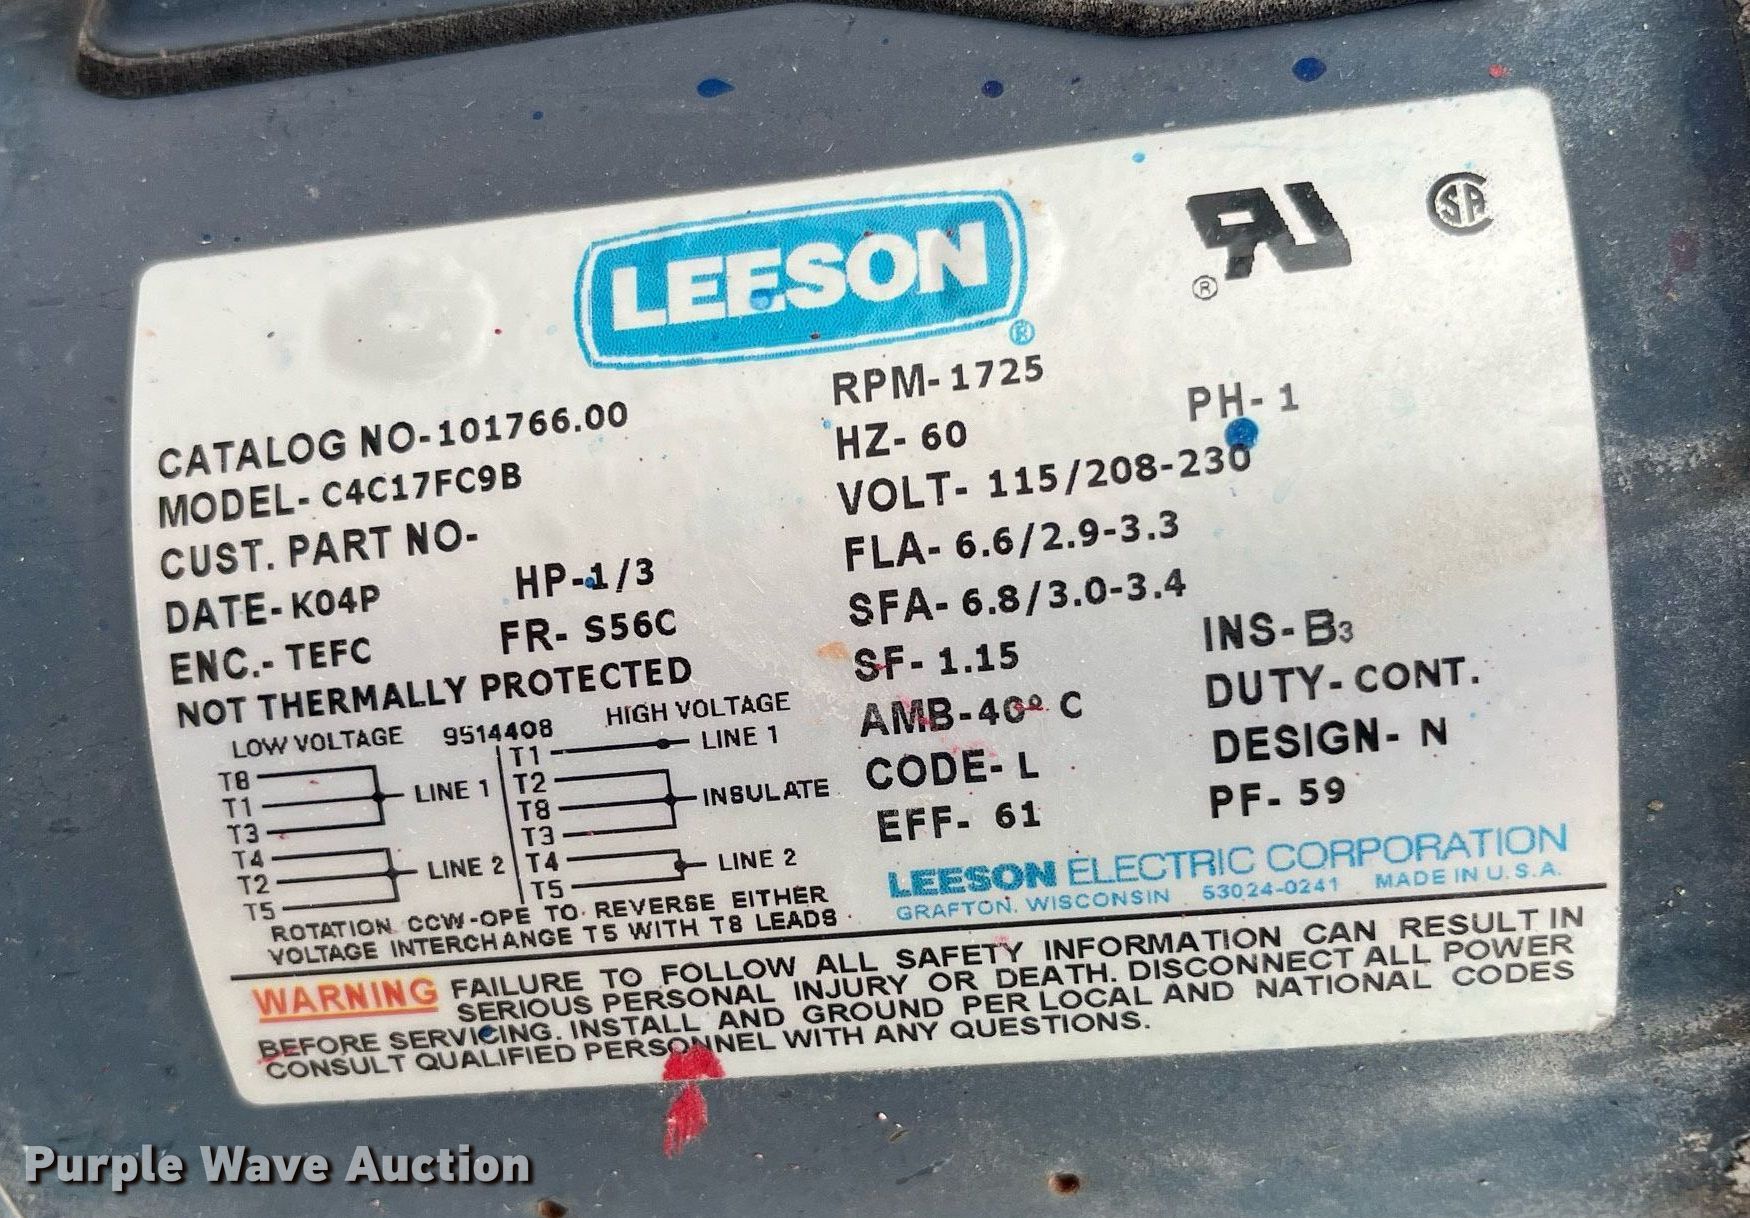 LEESON
®
®
CATALOG NO-101766.00
MODEL- C4C17FC9B
CUST. PART NO-
DATE- K04P HP-1/3
ENC.- TEFC FR- S56C
NOT THERMALLY PROTECTED
RPM-1725
HZ- 60 PH- 1
VOLT- 115/208-230
FLA- 6.6/2.9-3.3
SFA- 6.8/3.0-3.4
SF- 1.15 INS-B3
AMB-40º C DUTY-CONT.
CODE- L DESIGN- N
EFF- 61 PF- 59
LOW VOLTAGE 9514408 HIGH VOLTAGE
T8
T1 LINE 1
T3
T4
T2 LINE 2
T5
T1 LINE 1
T2
T8 INSULATE
T3
T4 LINE 2
T5
ROTATION CCW-OPE TO REVERSE EITHER
VOLTAGE INTERCHANGE T5 WITH T8 LEADS
LEESON ELECTRIC CORPORATION
GRAFTON, WISCONSIN 53024-0241 MADE IN U.S.A.
WARNING FAILURE TO FOLLOW ALL SAFETY INFORMATION CAN RESULT IN
SERIOUS PERSONAL INJURY OR DEATH. DISCONNECT ALL POWER
BEFORE SERVICING. INSTALL AND GROUND PER LOCAL AND NATIONAL CODES
CONSULT QUALIFIED PERSONNEL WITH ANY QUESTIONS.
Purple Wave Auction